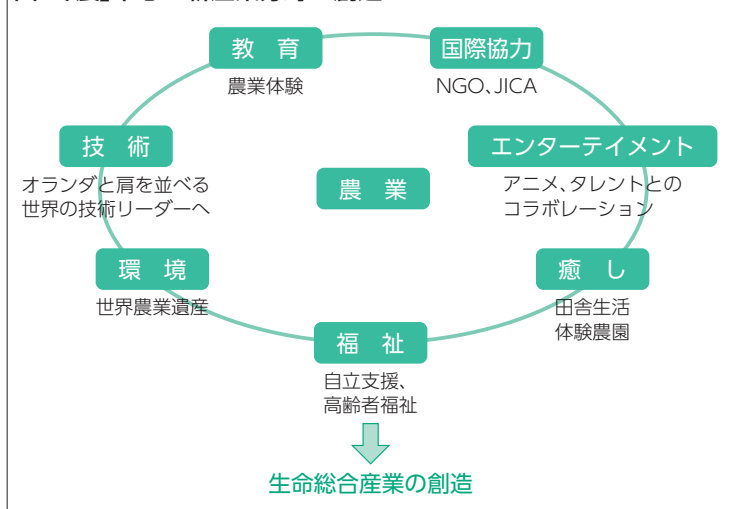 教 育
農業体験
国際協力
NGO、JICA
技 術
オランダと肩を並べる
世界の技術リーダーへ
エンターテイメント
アニメ、タレントとの
コラボレーション
農 業
環 境
世界農業遺産
癒 し
田舎生活
体験農園
福 祉
自立支援、
高齢者福祉
生命総合産業の創造